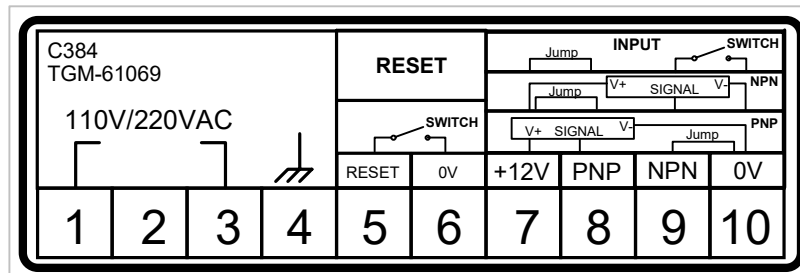 C384
TGM-61069
110V/220VAC
RESET
SWITCH
RESET 0V
Jump INPUT SWITCH
Jump V+ SIGNAL V- NPN
V+ SIGNAL V- Jump PNP
+12V PNP NPN 0V
1 2 3 4 5 6 7 8 9 10